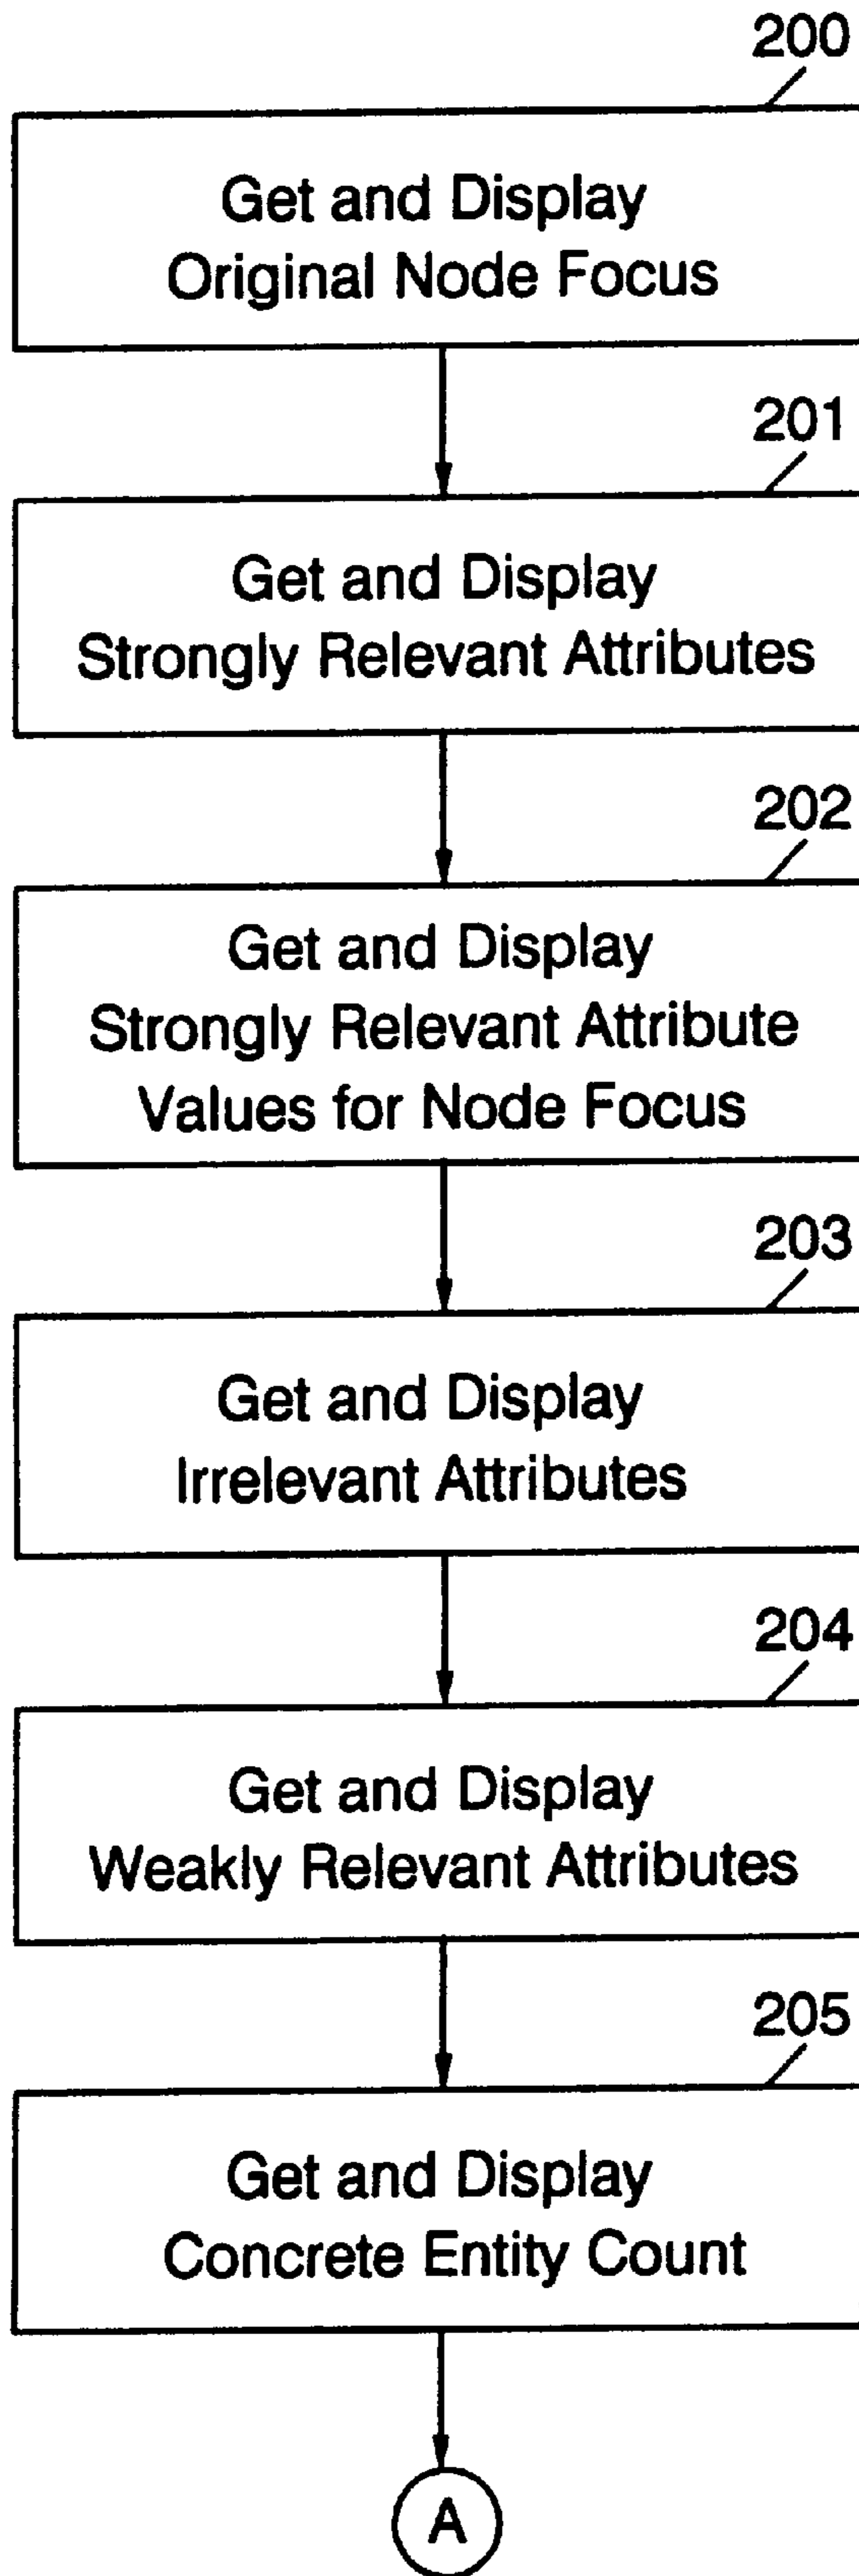 200
Get and Display
Original Node Focus
201
Get and Display
Strongly Relevant Attributes
202
Get and Display
Strongly Relevant Attribute
Values for Node Focus
203
Get and Display
Irrelevant Attributes
204
Get and Display
Weakly Relevant Attributes
205
Get and Display
Concrete Entity Count
A